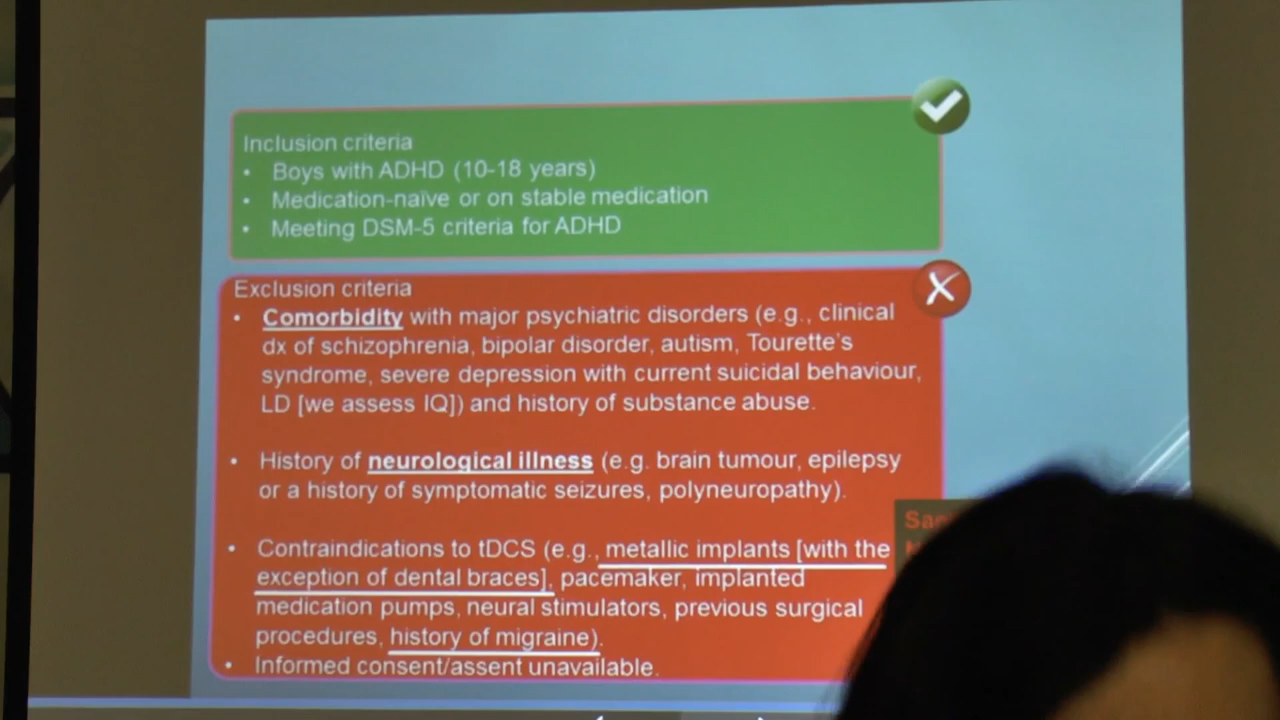 Inclusion criteria
• Boys with ADHD (10-18 years)
• Medication-naïve or on stable medication
• Meeting DSM-5 criteria for ADHD
Exclusion criteria
• Comorbidity with major psychiatric disorders (e.g., clinical
dx of schizophrenia, bipolar disorder, autism, Tourette's
syndrome, severe depression with current suicidal behaviour,
LD [we assess IQ]) and history of substance abuse.
• History of neurological illness (e.g. brain tumour, epilepsy
or a history of symptomatic seizures, polyneuropathy).
• Contraindications to tDCS (e.g., metallic implants [with the
exception of dental braces], pacemaker, implanted
medication pumps, neural stimulators, previous surgical
procedures, history of migraine).
• Informed consent/assent unavailable.